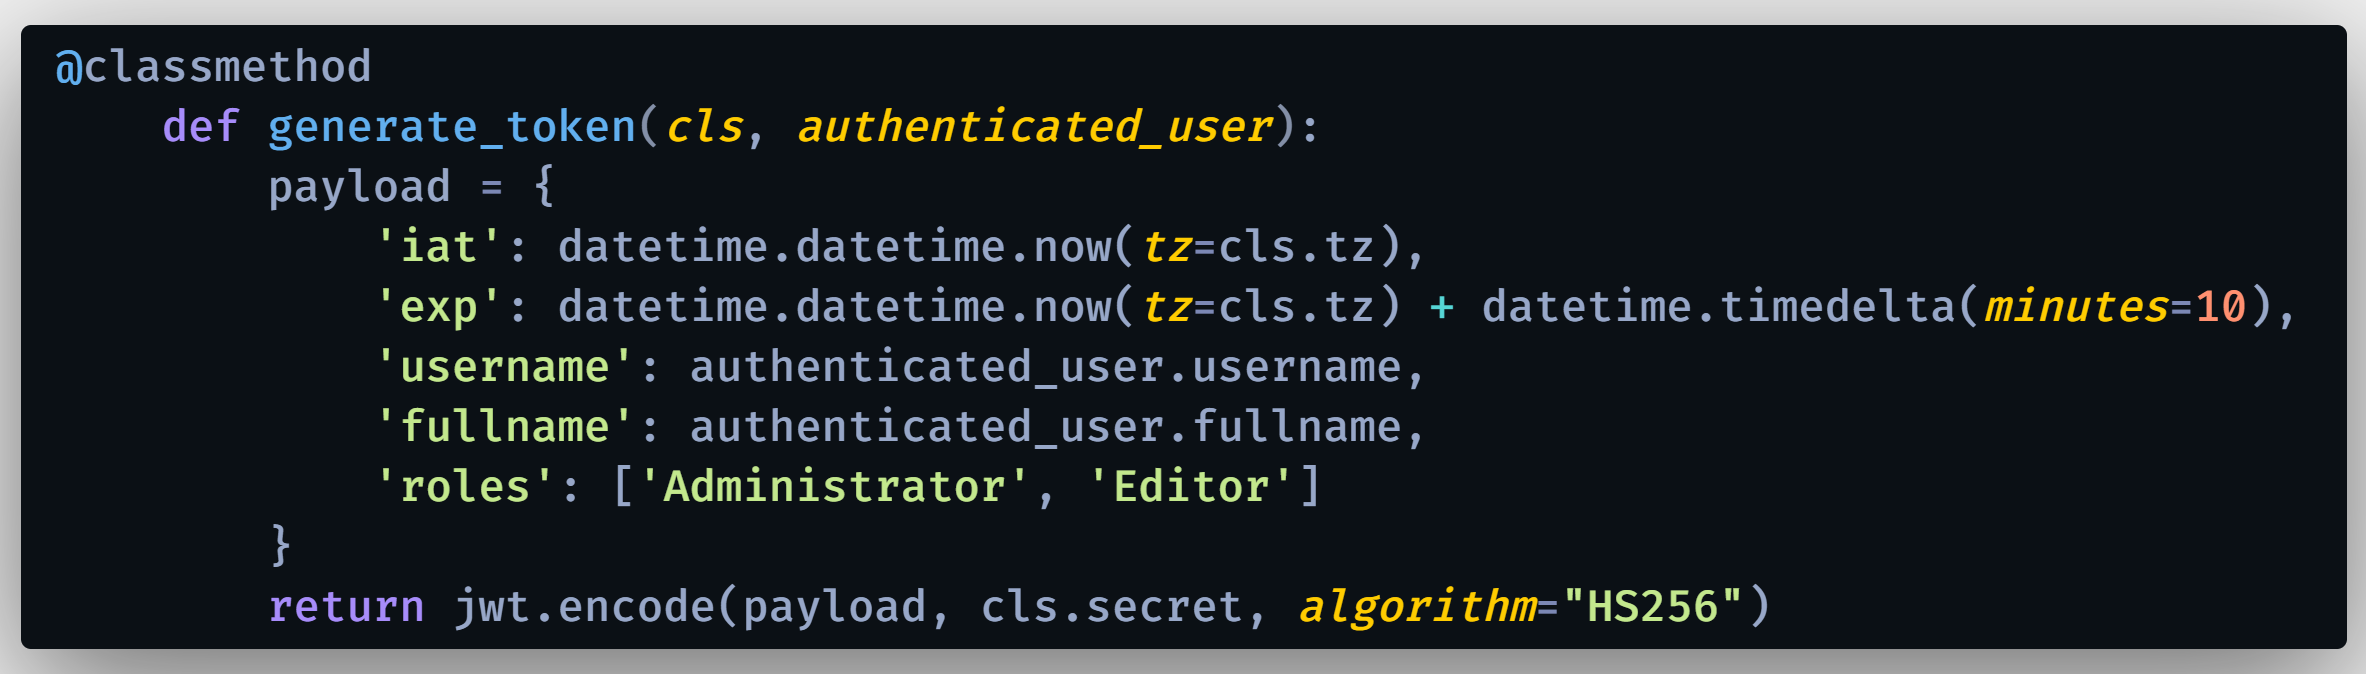 @classmethod
    def generate_token(cls, authenticated_user):
        payload = {
            'iat': datetime.datetime.now(tz=cls.tz),
            'exp': datetime.datetime.now(tz=cls.tz) + datetime.timedelta(minutes=10),
            'username': authenticated_user.username,
            'fullname': authenticated_user.fullname,
            'roles': ['Administrator', 'Editor']
        }
        return jwt.encode(payload, cls.secret, algorithm="HS256")